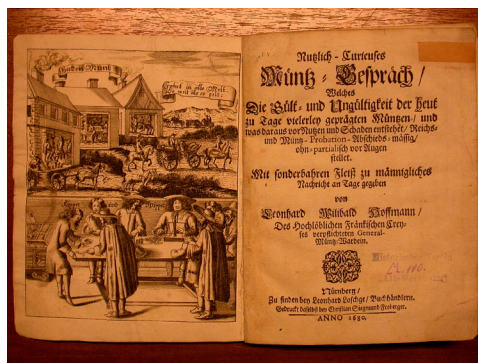 Nutzlich-Curieuses
Müntz-Gespräch/
Welches
Die Gült- und Ungültigkeit der heut
zu Tage vielerley geprägten Müntzen/ und
was daraus vor Nutzen und Schaden entstehet/ Reichs-
und Müntz-Probation-Abschieds-mässig/
ohn-partialisch vor Augen
stellet.
Mit sonderbahren Fleiß zu männigliches
Nachricht an Tage gegeben
von
Leonhard Wilibald Hoffmann/
Des Hochlöblichen Fränkischen Crey-
ses verpflichteten General-
Müntz-Wardein.
Nürnberg/
Zu finden bey Leonhard Loschge/ Buchhändlern.
Gedruckt daselbst bey Christian Siegmund Froberger.
ANNO 1680.